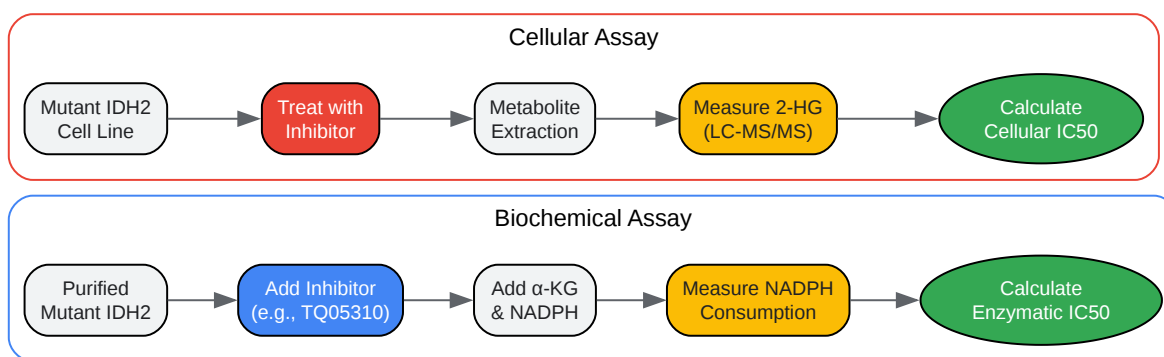 Cellular Assay
Mutant IDH2
Cell Line
Treat with
Inhibitor
Metabolite
Extraction
Measure 2-HG
(LC-MS/MS)
Calculate
Cellular IC50
Biochemical Assay
Purified
Mutant IDH2
Add Inhibitor
(e.g., TQ05310)
Add α-KG
& NADPH
Measure NADPH
Consumption
Calculate
Enzymatic IC50